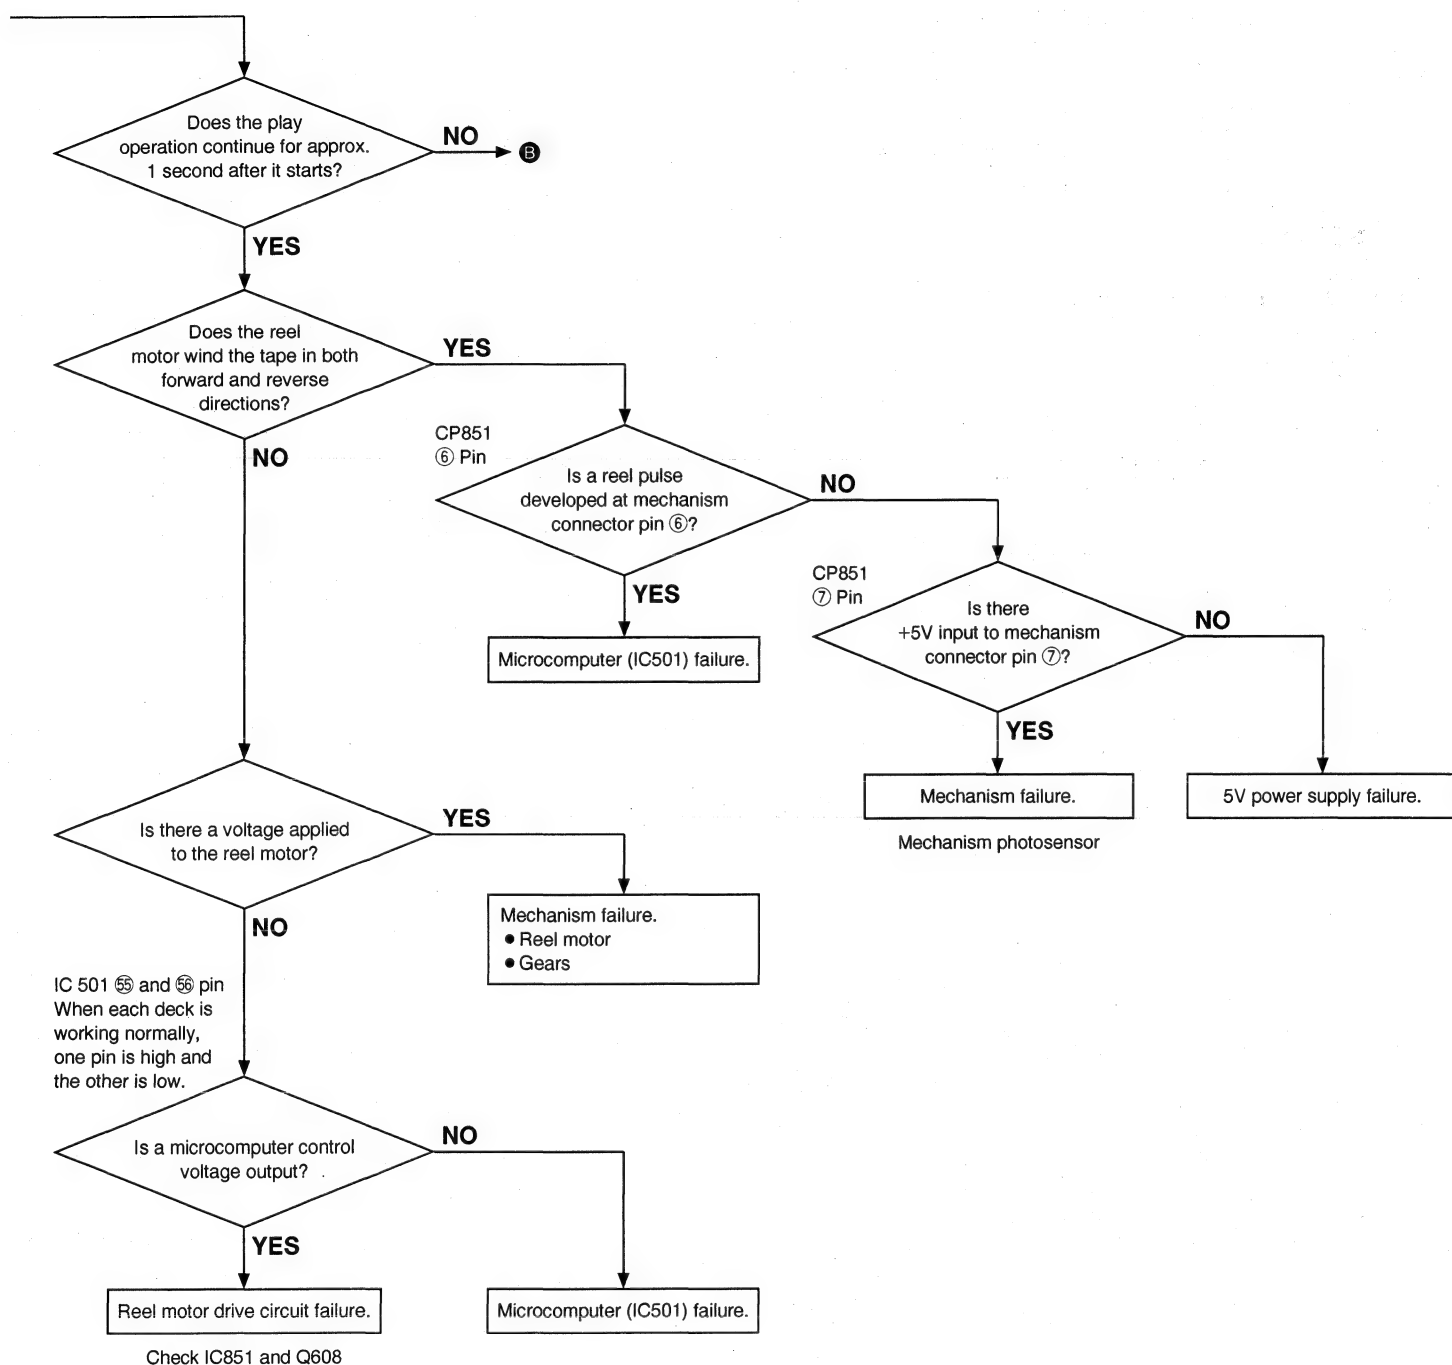 Does the play
operation continue for approx.
1 second after it starts?
NO
B
YES
Does the reel
motor wind the tape in both
forward and reverse
directions?
YES
NO
CP851
⑥ Pin
Is a reel pulse
developed at mechanism
connector pin ⑥?
NO
YES
Microcomputer (IC501) failure.
CP851
⑦ Pin
Is there
+5V input to mechanism
connector pin ⑦?
NO
YES
Mechanism failure.
Mechanism photosensor
5V power supply failure.
Is there a voltage applied
to the reel motor?
YES
NO
Mechanism failure.
● Reel motor
● Gears
IC 501 55 and 56 pin
When each deck is
working normally,
one pin is high and
the other is low.
Is a microcomputer control
voltage output?
NO
YES
Reel motor drive circuit failure.
Check IC851 and Q608
Microcomputer (IC501) failure.